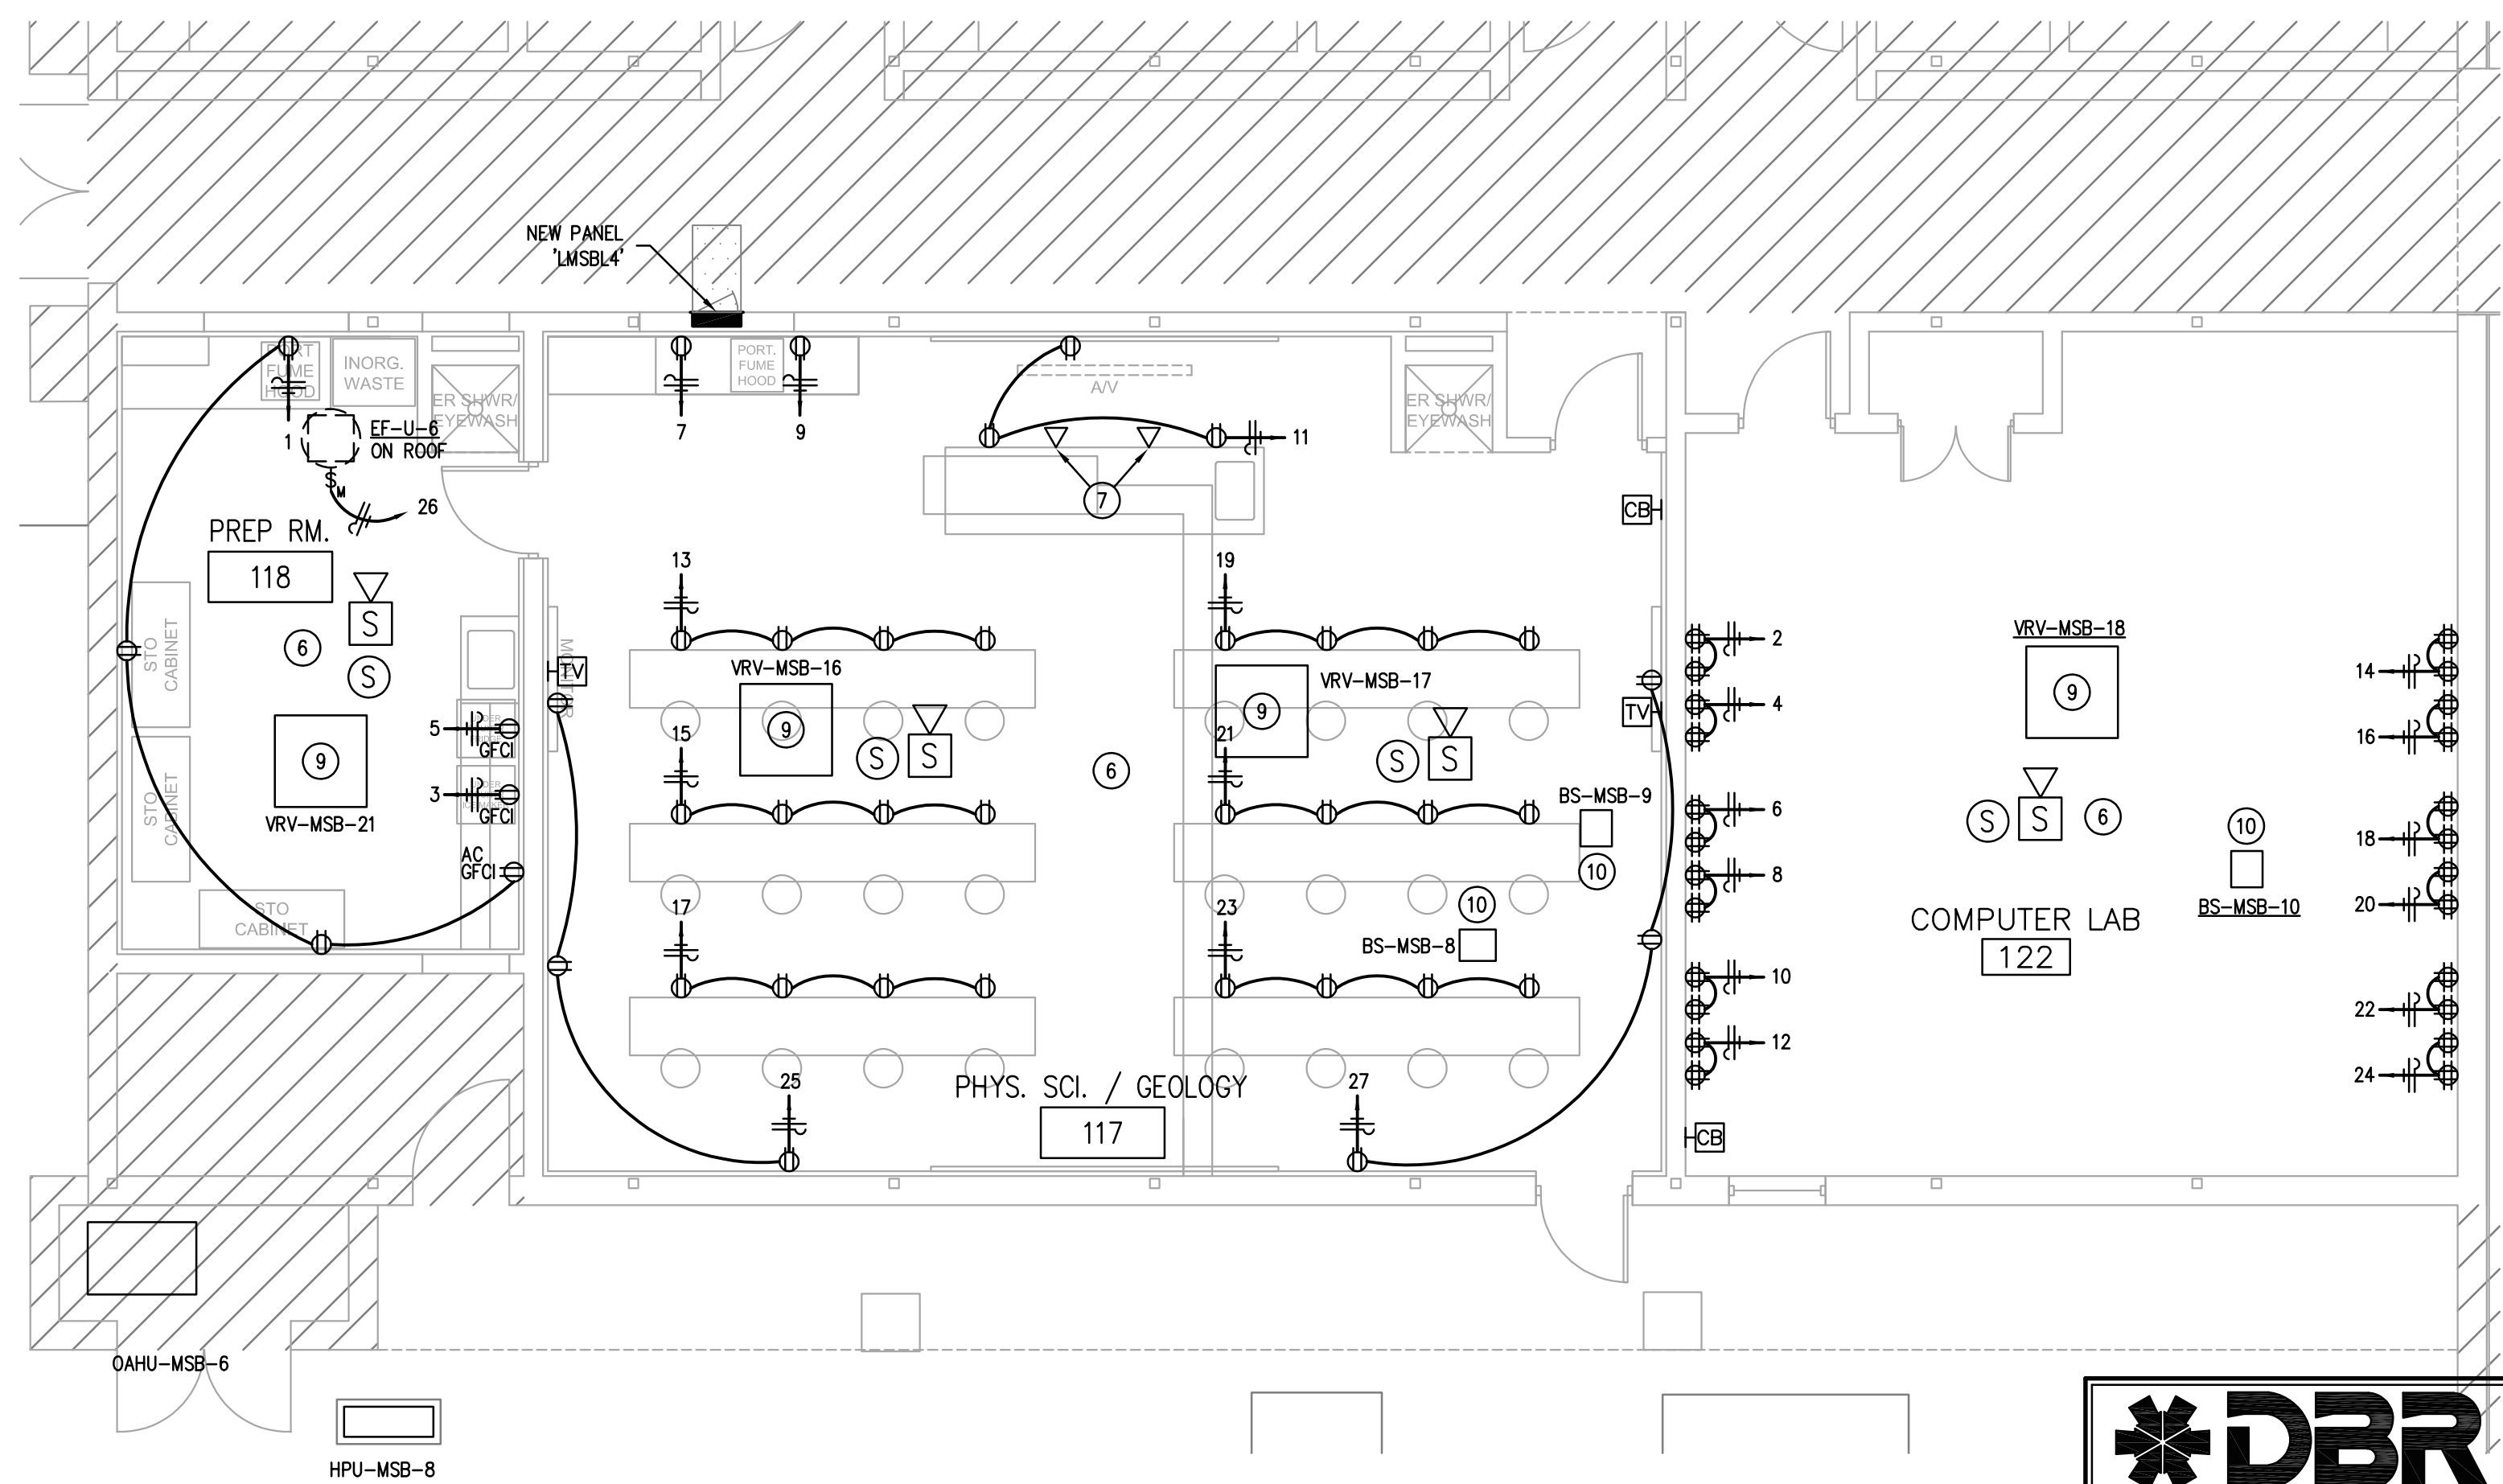 NEW PANEL
'LMSBL4'
PORT
FUME
HOOD
INORG.
WASTE
ER SHWR/
EYEWASH
PORT.
FUME
HOOD
A/V
ER SHWR/
EYEWASH
1
EF-U-6
ON ROOF
S
M
26
7
9
11
7
CB
PREP RM.
118
S
6
S
STO
CABINET
STO
CABINET
STO
CABINET
9
VRV-MSB-21
5
GFCI
3
GFCI
AC
GFCI
MONITOR
TV
13
15
17
19
21
23
VRV-MSB-16
9
S
S
6
VRV-MSB-17
9
S
S
TV
BS-MSB-9
10
10
BS-MSB-8
25
27
PHYS. SCI. / GEOLOGY
117
2
4
6
8
10
12
CB
VRV-MSB-18
9
S
S
6
10
BS-MSB-10
COMPUTER LAB
122
14
16
18
20
22
24
OAHU-MSB-6
HPU-MSB-8
DBR